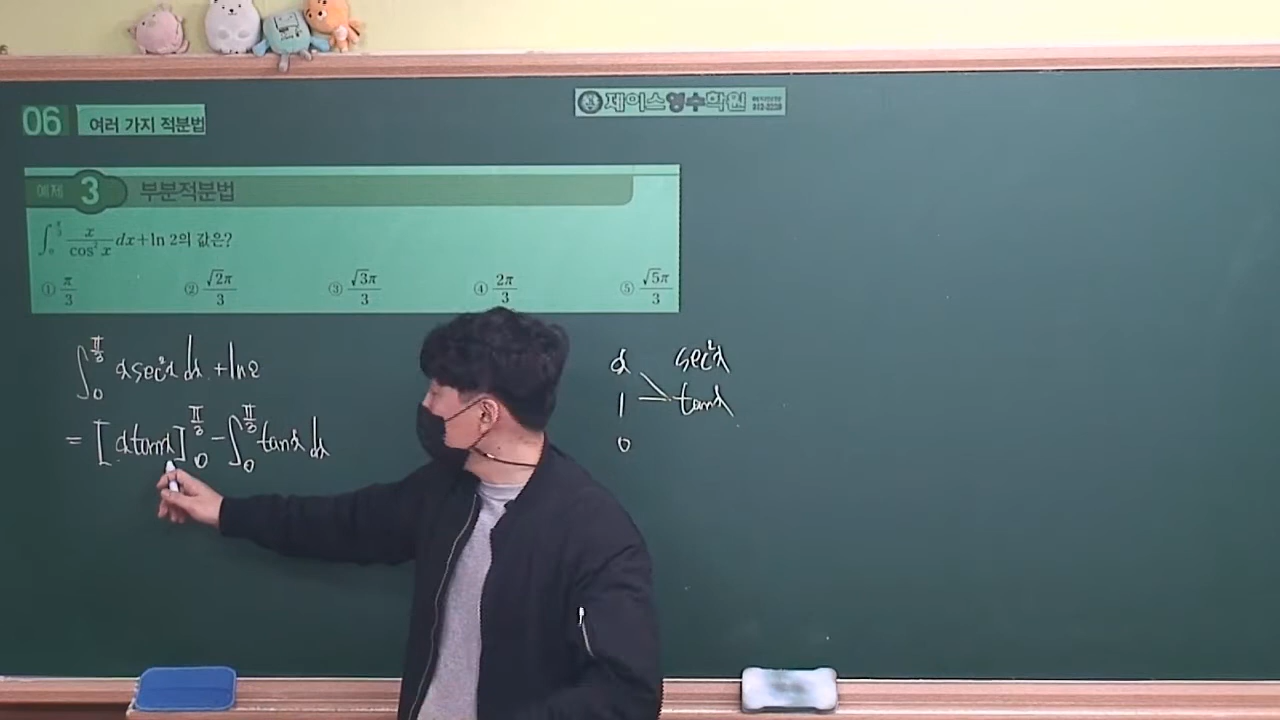 06 여러 가지 적분법
제이스영수학원
예제 3 부분적분법
∫₀^(π/3) x/cos²x dx + ln 2의 값은?
① π/3 ② √2π/3 ③ √3π/3 ④ 2π/3 ⑤ √5π/3
∫₀^(π/3) x sec²x dx + ln2
= [x tanx]₀^(π/3) - ∫₀^(π/3) tanx dx
x sec²x
1 tanx
0